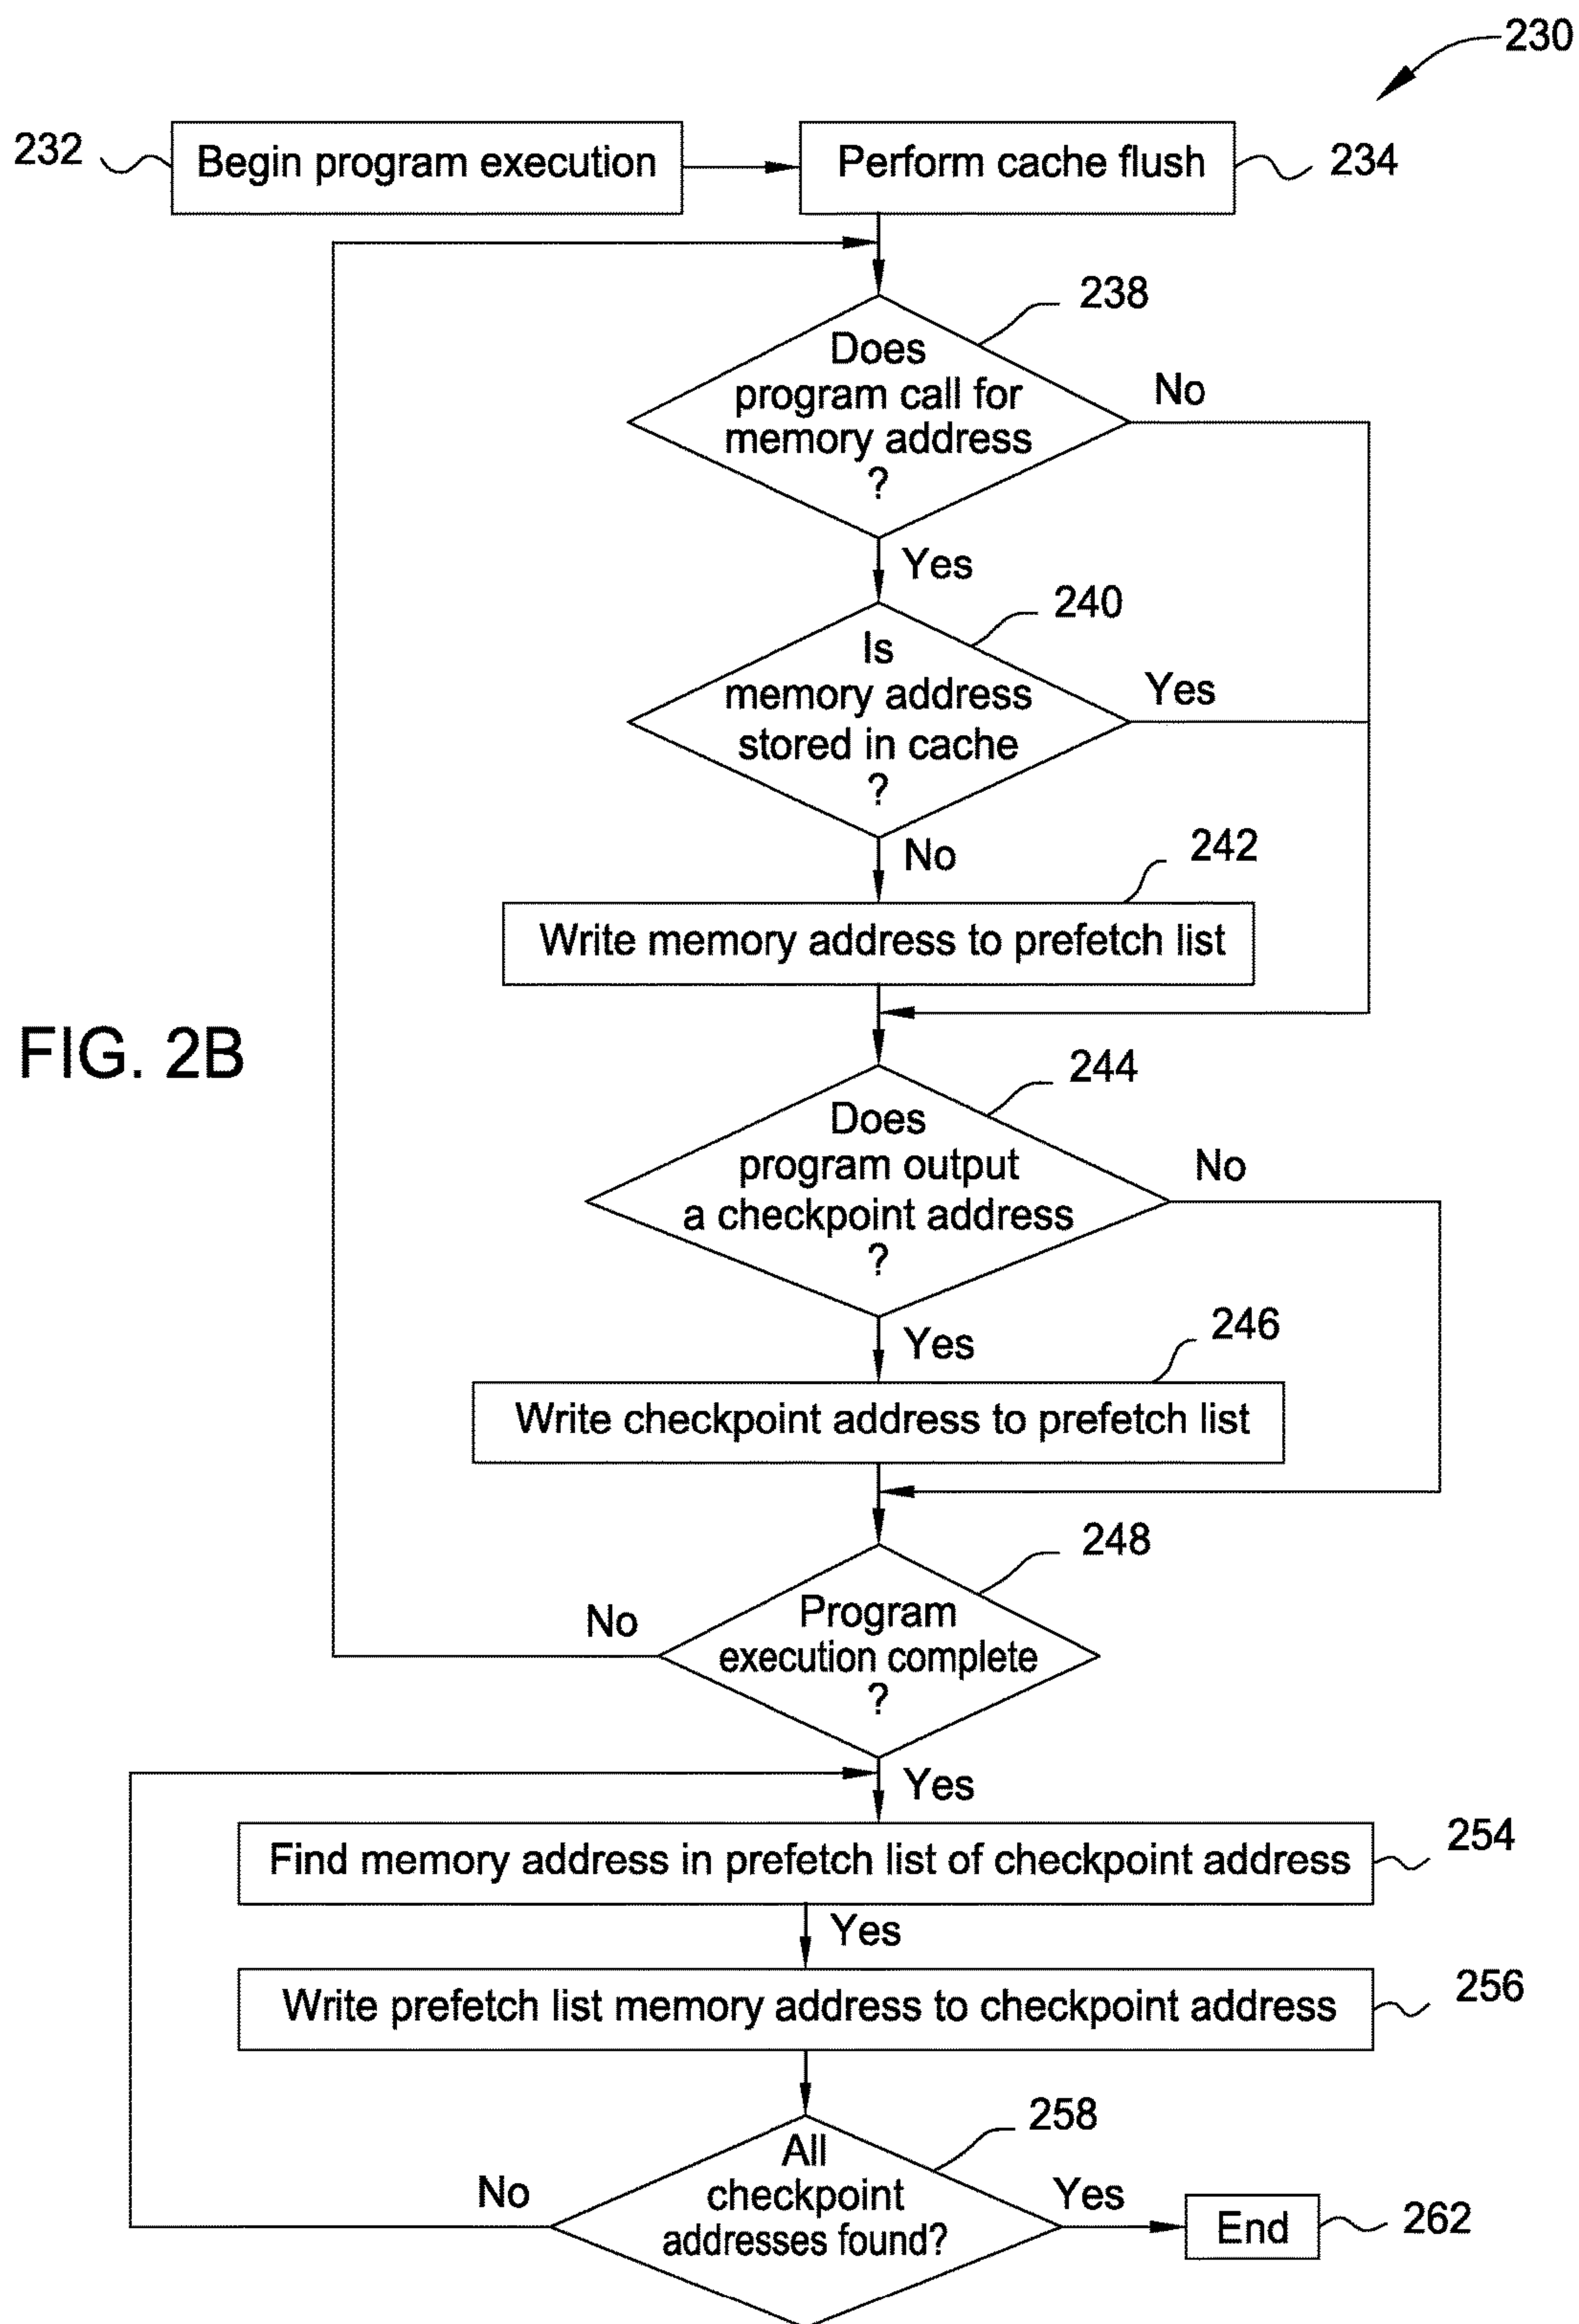 230
232
Begin program execution
Perform cache flush
234
238
Does
program call for
memory address
?
No
Yes
240
Is
memory address
stored in cache
?
Yes
No
242
Write memory address to prefetch list
FIG. 2B
244
Does
program output
a checkpoint address
?
No
Yes
246
Write checkpoint address to prefetch list
248
Program
execution complete
?
No
Yes
254
Find memory address in prefetch list of checkpoint address
Yes
256
Write prefetch list memory address to checkpoint address
258
All
checkpoint
addresses found?
No
Yes
End
262